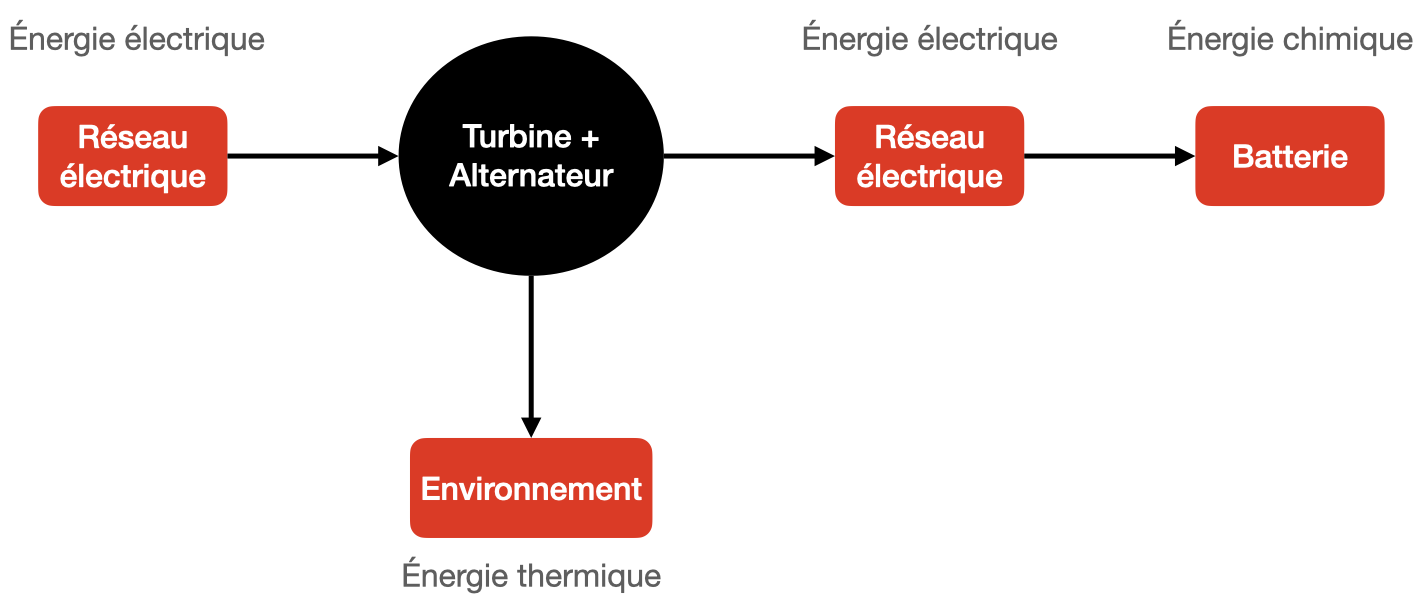 Énergie électrique
Énergie électrique
Énergie chimique
Réseau
électrique
Turbine +
Alternateur
Réseau
électrique
Batterie
Environnement
Énergie thermique